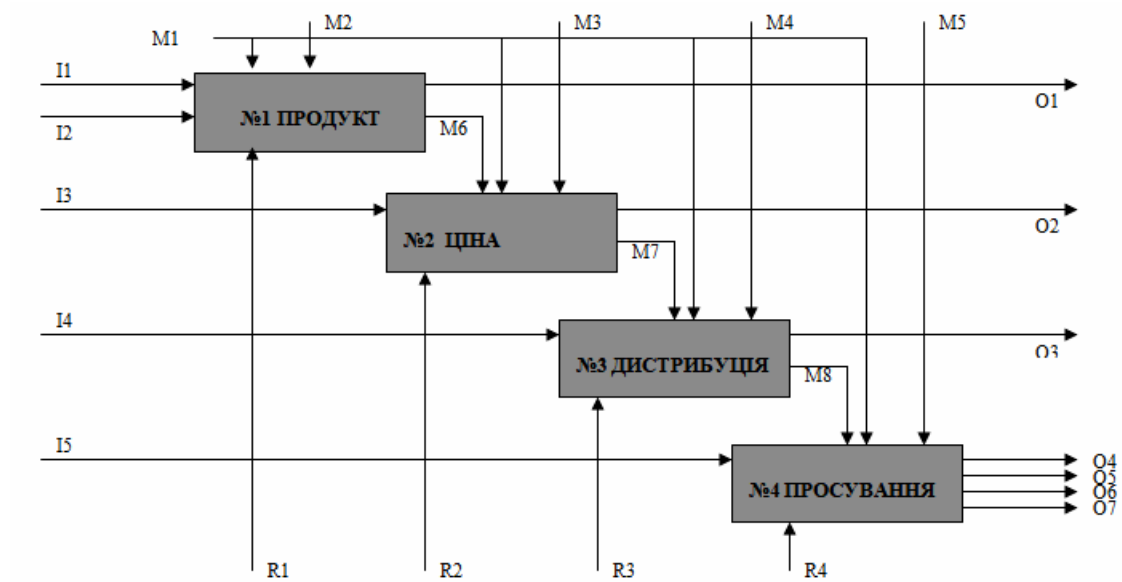 M1
M2
M3
M4
M5
I1
O1
№1 ПРОДУКТ
I2
M6
I3
O2
№2 ЦІНА
M7
I4
O3
№3 ДИСТРИБУЦІЯ
M8
I5
O4
O5
O6
O7
№4 ПРОСУВАННЯ
R1
R2
R3
R4